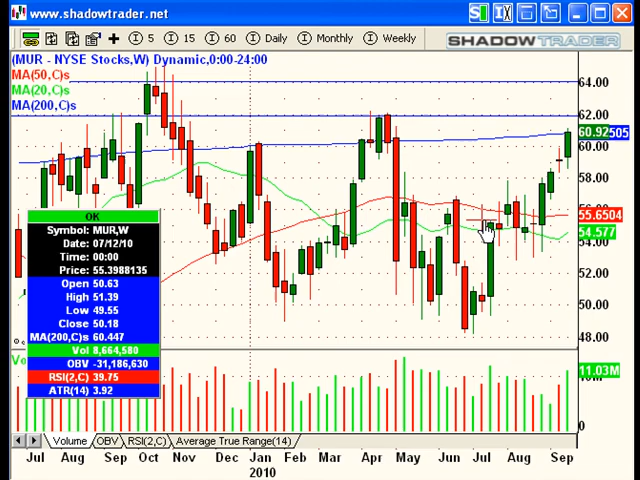 www.shadowtrader.net
S IX
5 15 60 Daily Monthly Weekly SHADOWTRADER
(MUR - NYSE Stocks,W) Dynamic,0:00-24:00
MA(50,C)s
MA(20,C)s
MA(200,C)s
64.00
62.00
60.92 505
60.00
58.00
56.00
55.6504
54.577
54.00
52.00
50.00
48.00
OK
Symbol: MUR,W
Date: 07/12/10
Time: 00:00
Price: 55.3988135
Open 50.63
High 51.39
Low 49.55
Close 50.18
MA(200,C)s 60.447
Vol 8,664,580
OBV -31,186,630
RSI(2,C) 39.75
ATR(14) 3.92
11.03M
0
Volume OBV RSI(2,C) Average True Range(14)
Jul Aug Sep Oct Nov Dec Jan Feb Mar Apr May Jun Jul Aug Sep
2010